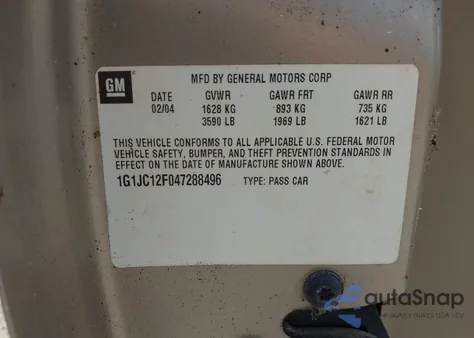 GM
MFD BY GENERAL MOTORS CORP
DATE GVWR GAWR FRT GAWR RR
02/04 1628 KG 893 KG 735 KG
3590 LB 1969 LB 1621 LB
THIS VEHICLE CONFORMS TO ALL APPLICABLE U.S. FEDERAL MOTOR
VEHICLE SAFETY, BUMPER, AND THEFT PREVENTION STANDARDS IN
EFFECT ON THE DATE OF MANUFACTURE SHOWN ABOVE.
1G1JC12F047288496 TYPE: PASS CAR
autoSnap